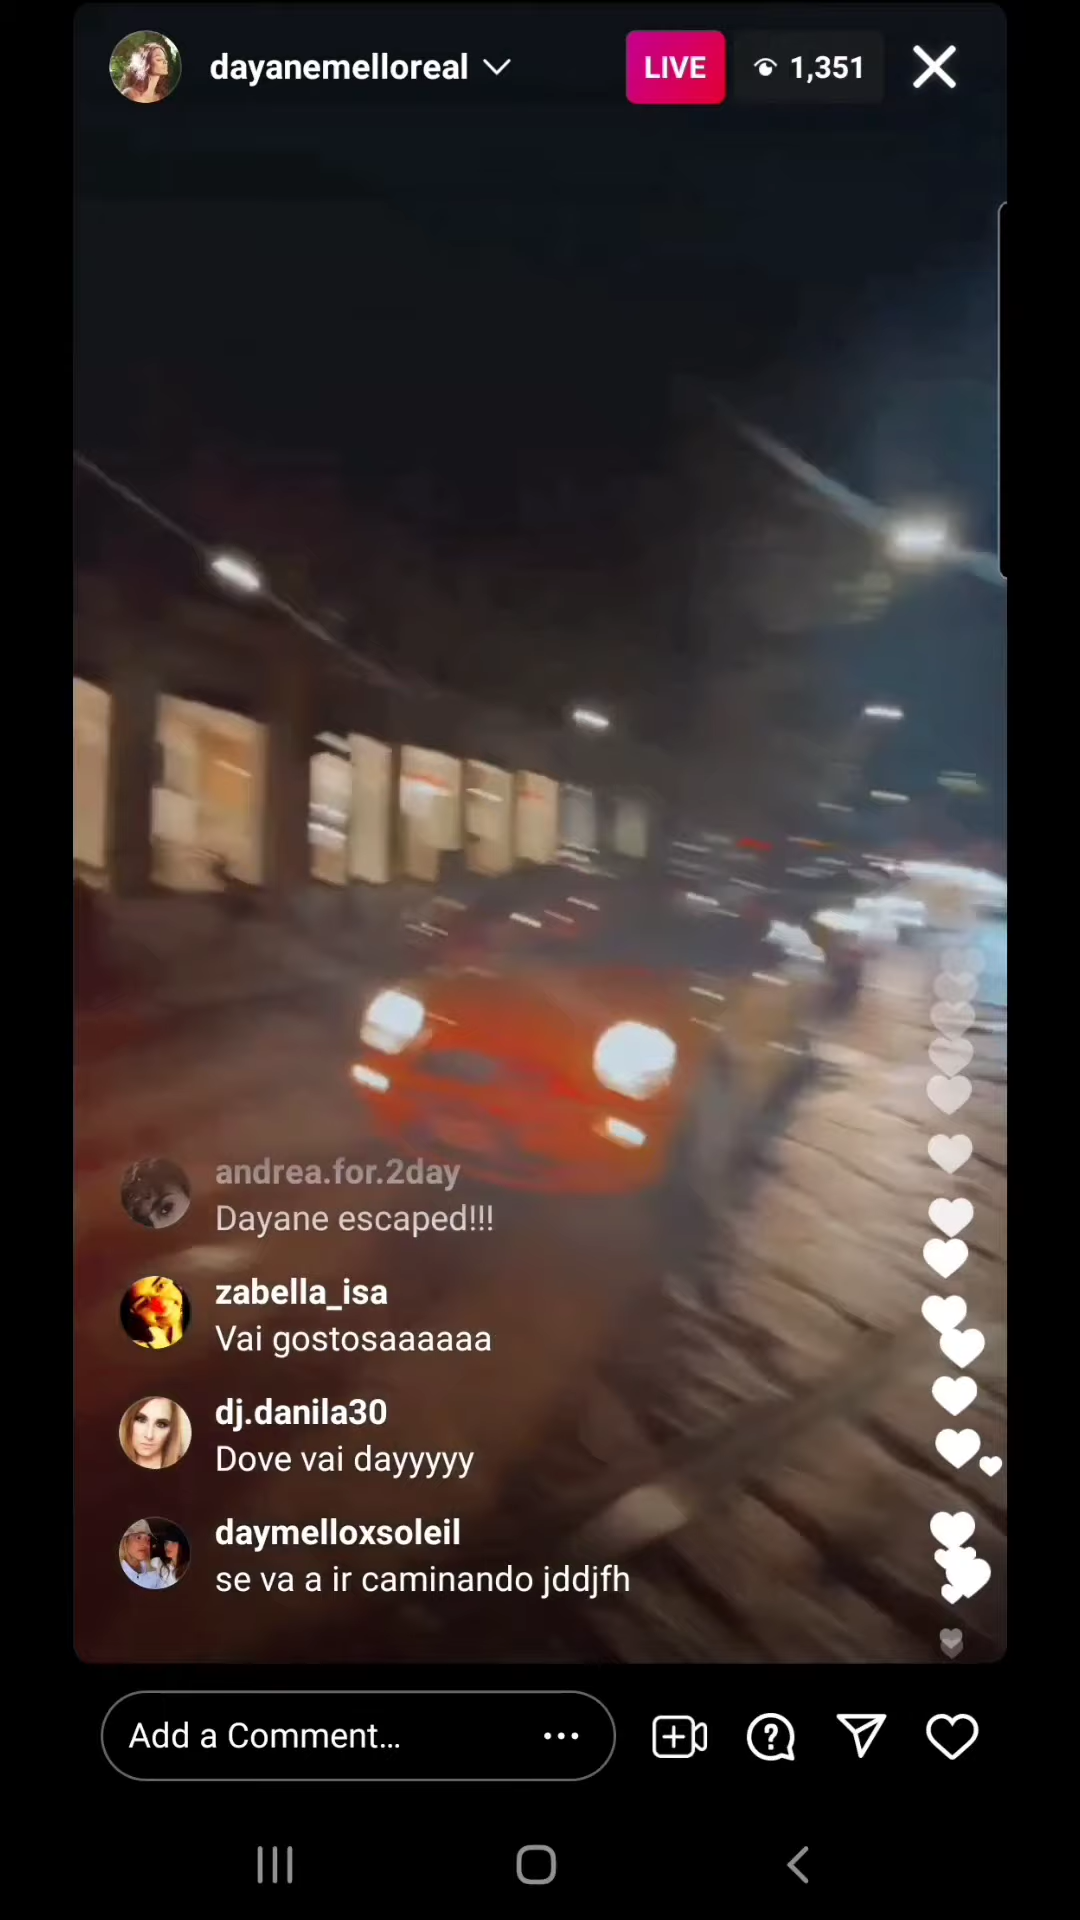 dayanemelloreal
LIVE
1,351
andrea.for.2day
Dayane escaped!!!
zabella_isa
Vai gostosaaaaaa
dj.danila30
Dove vai dayyyyy
daymelloxsoleil
se va a ir caminando jddjfh
Add a Comment...